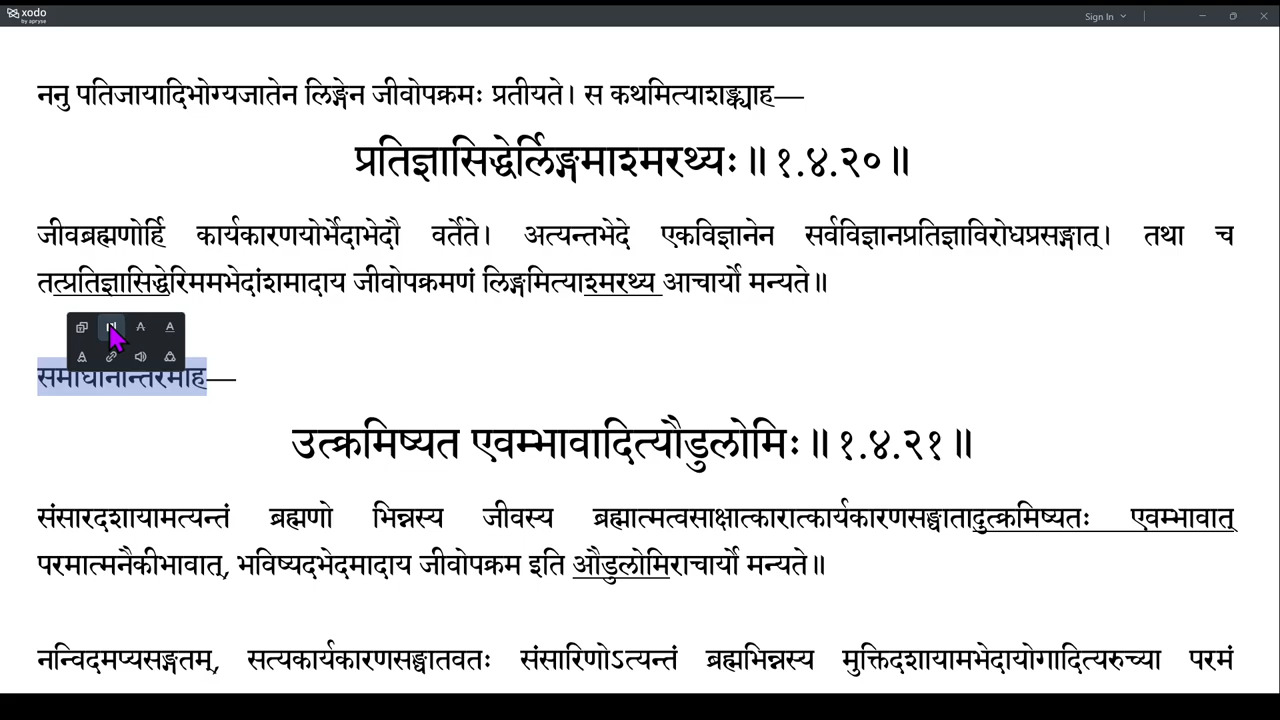 xodo
by apryse
Sign In
ननु पतिजायादिभोग्यजातेन लिङ्गेन जीवोपक्रमः प्रतीयते। स कथमित्याशङ्क्याह—
प्रतिज्ञासिद्धेर्लिङ्गमाश्मरथ्यः॥ १.४.२०॥
जीवब्रह्मणोर्हि कार्यकारणयोर्भेदाभेदौ वर्तेते। अत्यन्तभेदे एकविज्ञानेन सर्वविज्ञानप्रतिज्ञाविरोधप्रसङ्गात्। तथा च
तत्प्रतिज्ञासिद्धेरिममभेदांशमादाय जीवोपक्रमणं लिङ्गमित्याश्मरथ्य आचार्यो मन्यते॥
समाधानान्तरमाह—
उत्क्रमिष्यत एवम्भावादित्यौडुलोमिः॥ १.४.२१॥
संसारदशायामत्यन्तं ब्रह्मणो भिन्नस्य जीवस्य ब्रह्मात्मत्वसाक्षात्कारात्कार्यकारणसङ्घातादुत्क्रमिष्यतः एवम्भावात्
परमात्मनैकीभावात्, भविष्यदभेदमादाय जीवोपक्रम इति औडुलोमिराचार्यो मन्यते॥
नन्विदमप्यसङ्गतम्, सत्यकार्यकारणसङ्घातवतः संसारिणोऽत्यन्तं ब्रह्मभिन्नस्य मुक्तिदशायामभेदायोगादित्यरुच्या परमं